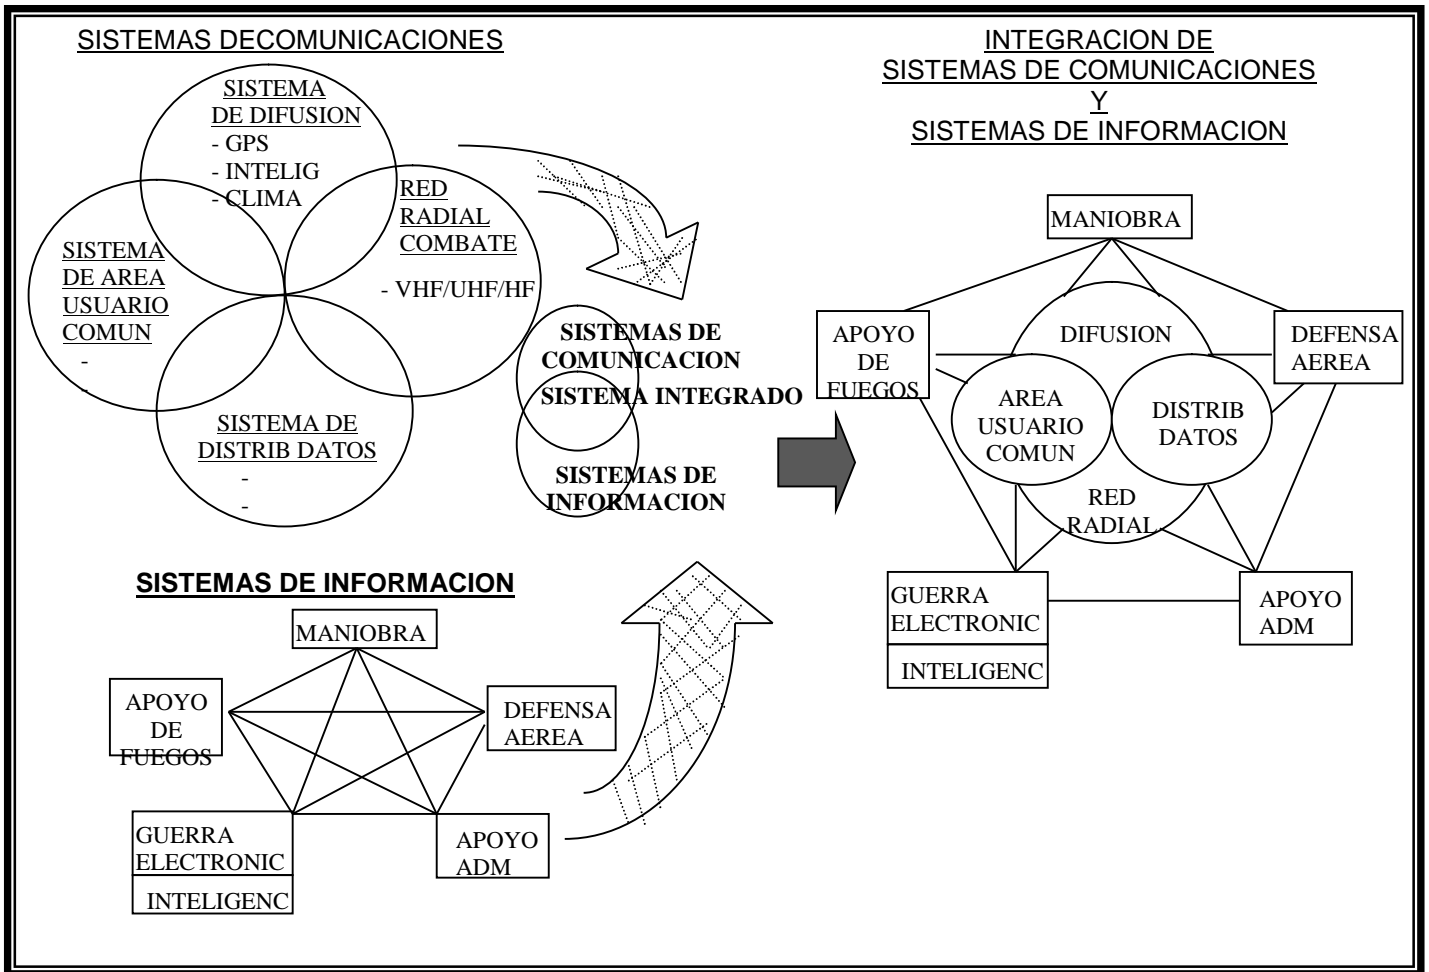 SISTEMAS DECOMUNICACIONES
SISTEMA
DE DIFUSION
- GPS
- INTELIG
- CLIMA
RED
RADIAL
COMBATE
- VHF/UHF/HF
SISTEMA
DE AREA
USUARIO
COMUN
-
-
SISTEMA DE
DISTRIB DATOS
-
-
SISTEMAS DE
COMUNICACION
SISTEMA INTEGRADO
SISTEMAS DE
INFORMACION
SISTEMAS DE INFORMACION
MANIOBRA
APOYO
DE
FUEGOS
DEFENSA
AEREA
GUERRA
ELECTRONIC
INTELIGENC
APOYO
ADM
INTEGRACION DE
SISTEMAS DE COMUNICACIONES
Y
SISTEMAS DE INFORMACION
MANIOBRA
APOYO
DE
FUEGOS
DIFUSION
DEFENSA
AEREA
AREA
USUARIO
COMUN
DISTRIB
DATOS
RED
RADIAL
GUERRA
ELECTRONIC
INTELIGENC
APOYO
ADM